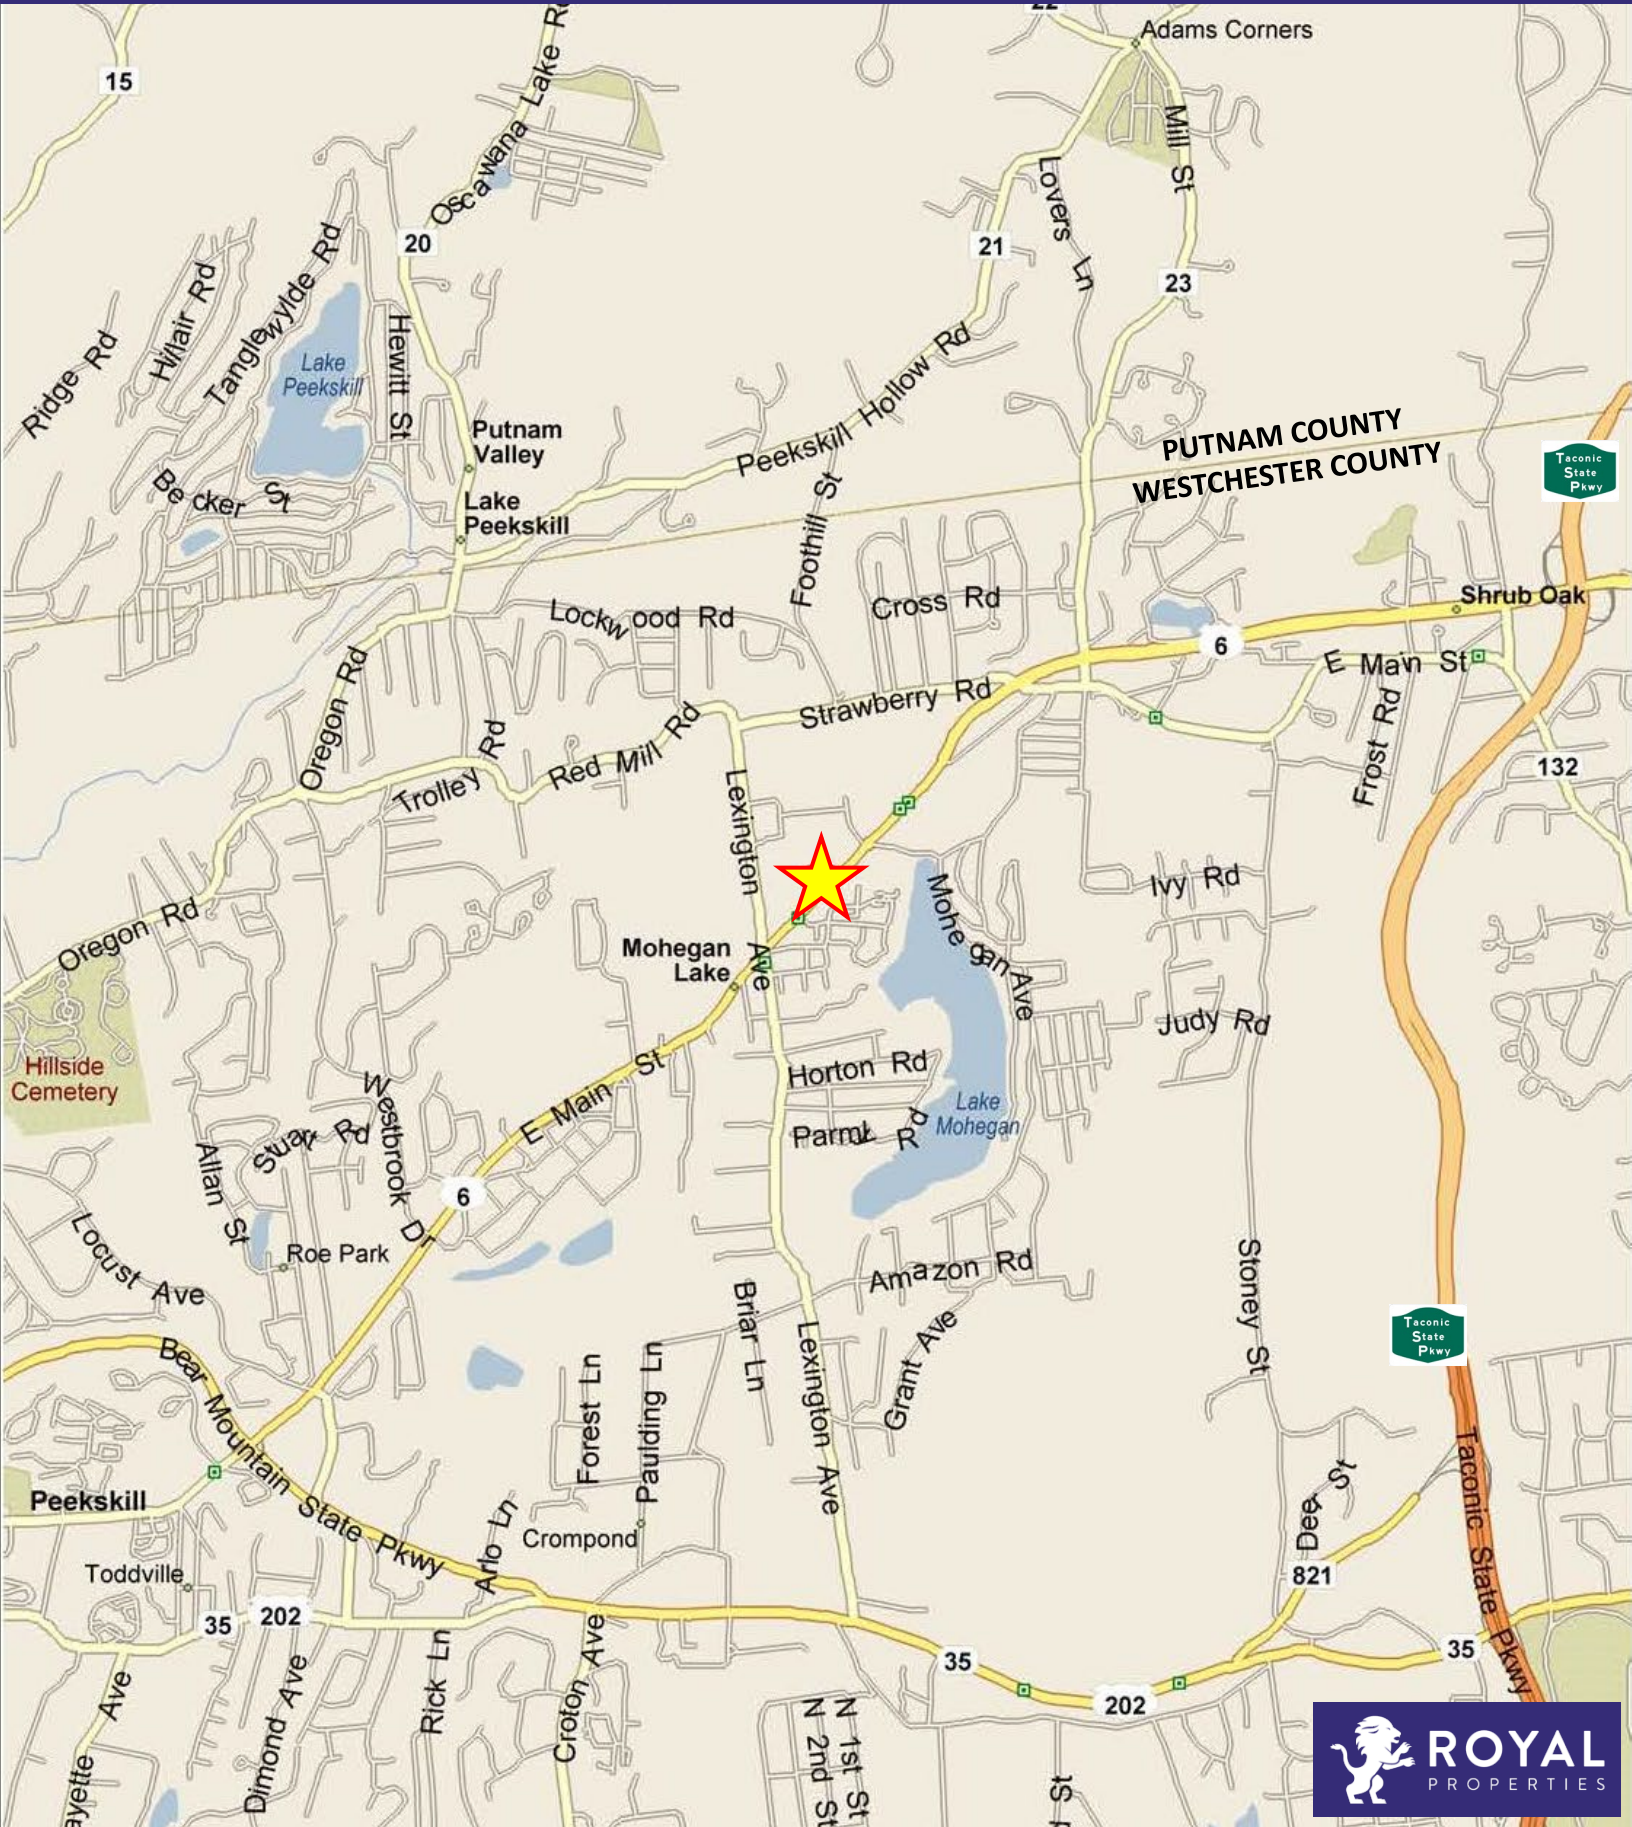 22
Adams Corners
15
Oscawana Lake R
Mill St
Lovers Ln
20
21
23
Hillair Rd
Tanglewylde Rd
Ridge Rd
Lake
Peekskill
Hewitt St
Peekskill Hollow Rd
PUTNAM COUNTY
WESTCHESTER COUNTY
Taconic
State
Pkwy
Putnam
Valley
Becker St
Lake
Peekskill
Foothill St
Lockwood Rd
Cross Rd
Shrub Oak
6
E Main St
Oregon Rd
Strawberry Rd
Frost Rd
Trolley Rd
Red Mill Rd
132
Lexington Ave
Ivy Rd
Mohegan Ave
Oregon Rd
Mohegan
Lake
Judy Rd
Hillside
Cemetery
E Main St
Horton Rd
Westbrook Dr
Stuart Rd
Lake
Mohegan
Rd
Allan St
6
Locust Ave
Roe Park
Amazon Rd
Stoney St
Briar Ln
Grant Ave
Taconic
State
Pkwy
Bear Mountain State Pkwy
Forest Ln
Paulding Ln
Lexington Ave
Taconic State Pkwy
Peekskill
Arlo Ln
Crompond
St
Toddville
821
35
202
Croton Ave
35
35
202
Rick Ln
Dimond Ave
ayette Ave
N 2nd St
N 1st St
St
ROYAL
PROPERTIES